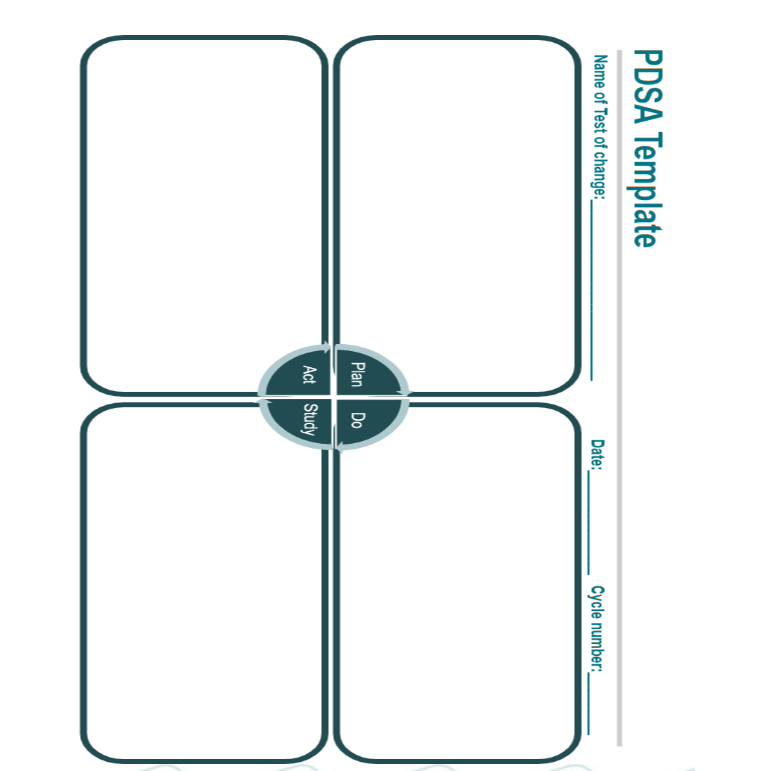 PDSA Template
Name of Test of change: Date: Cycle number:
Plan Do
Act Study